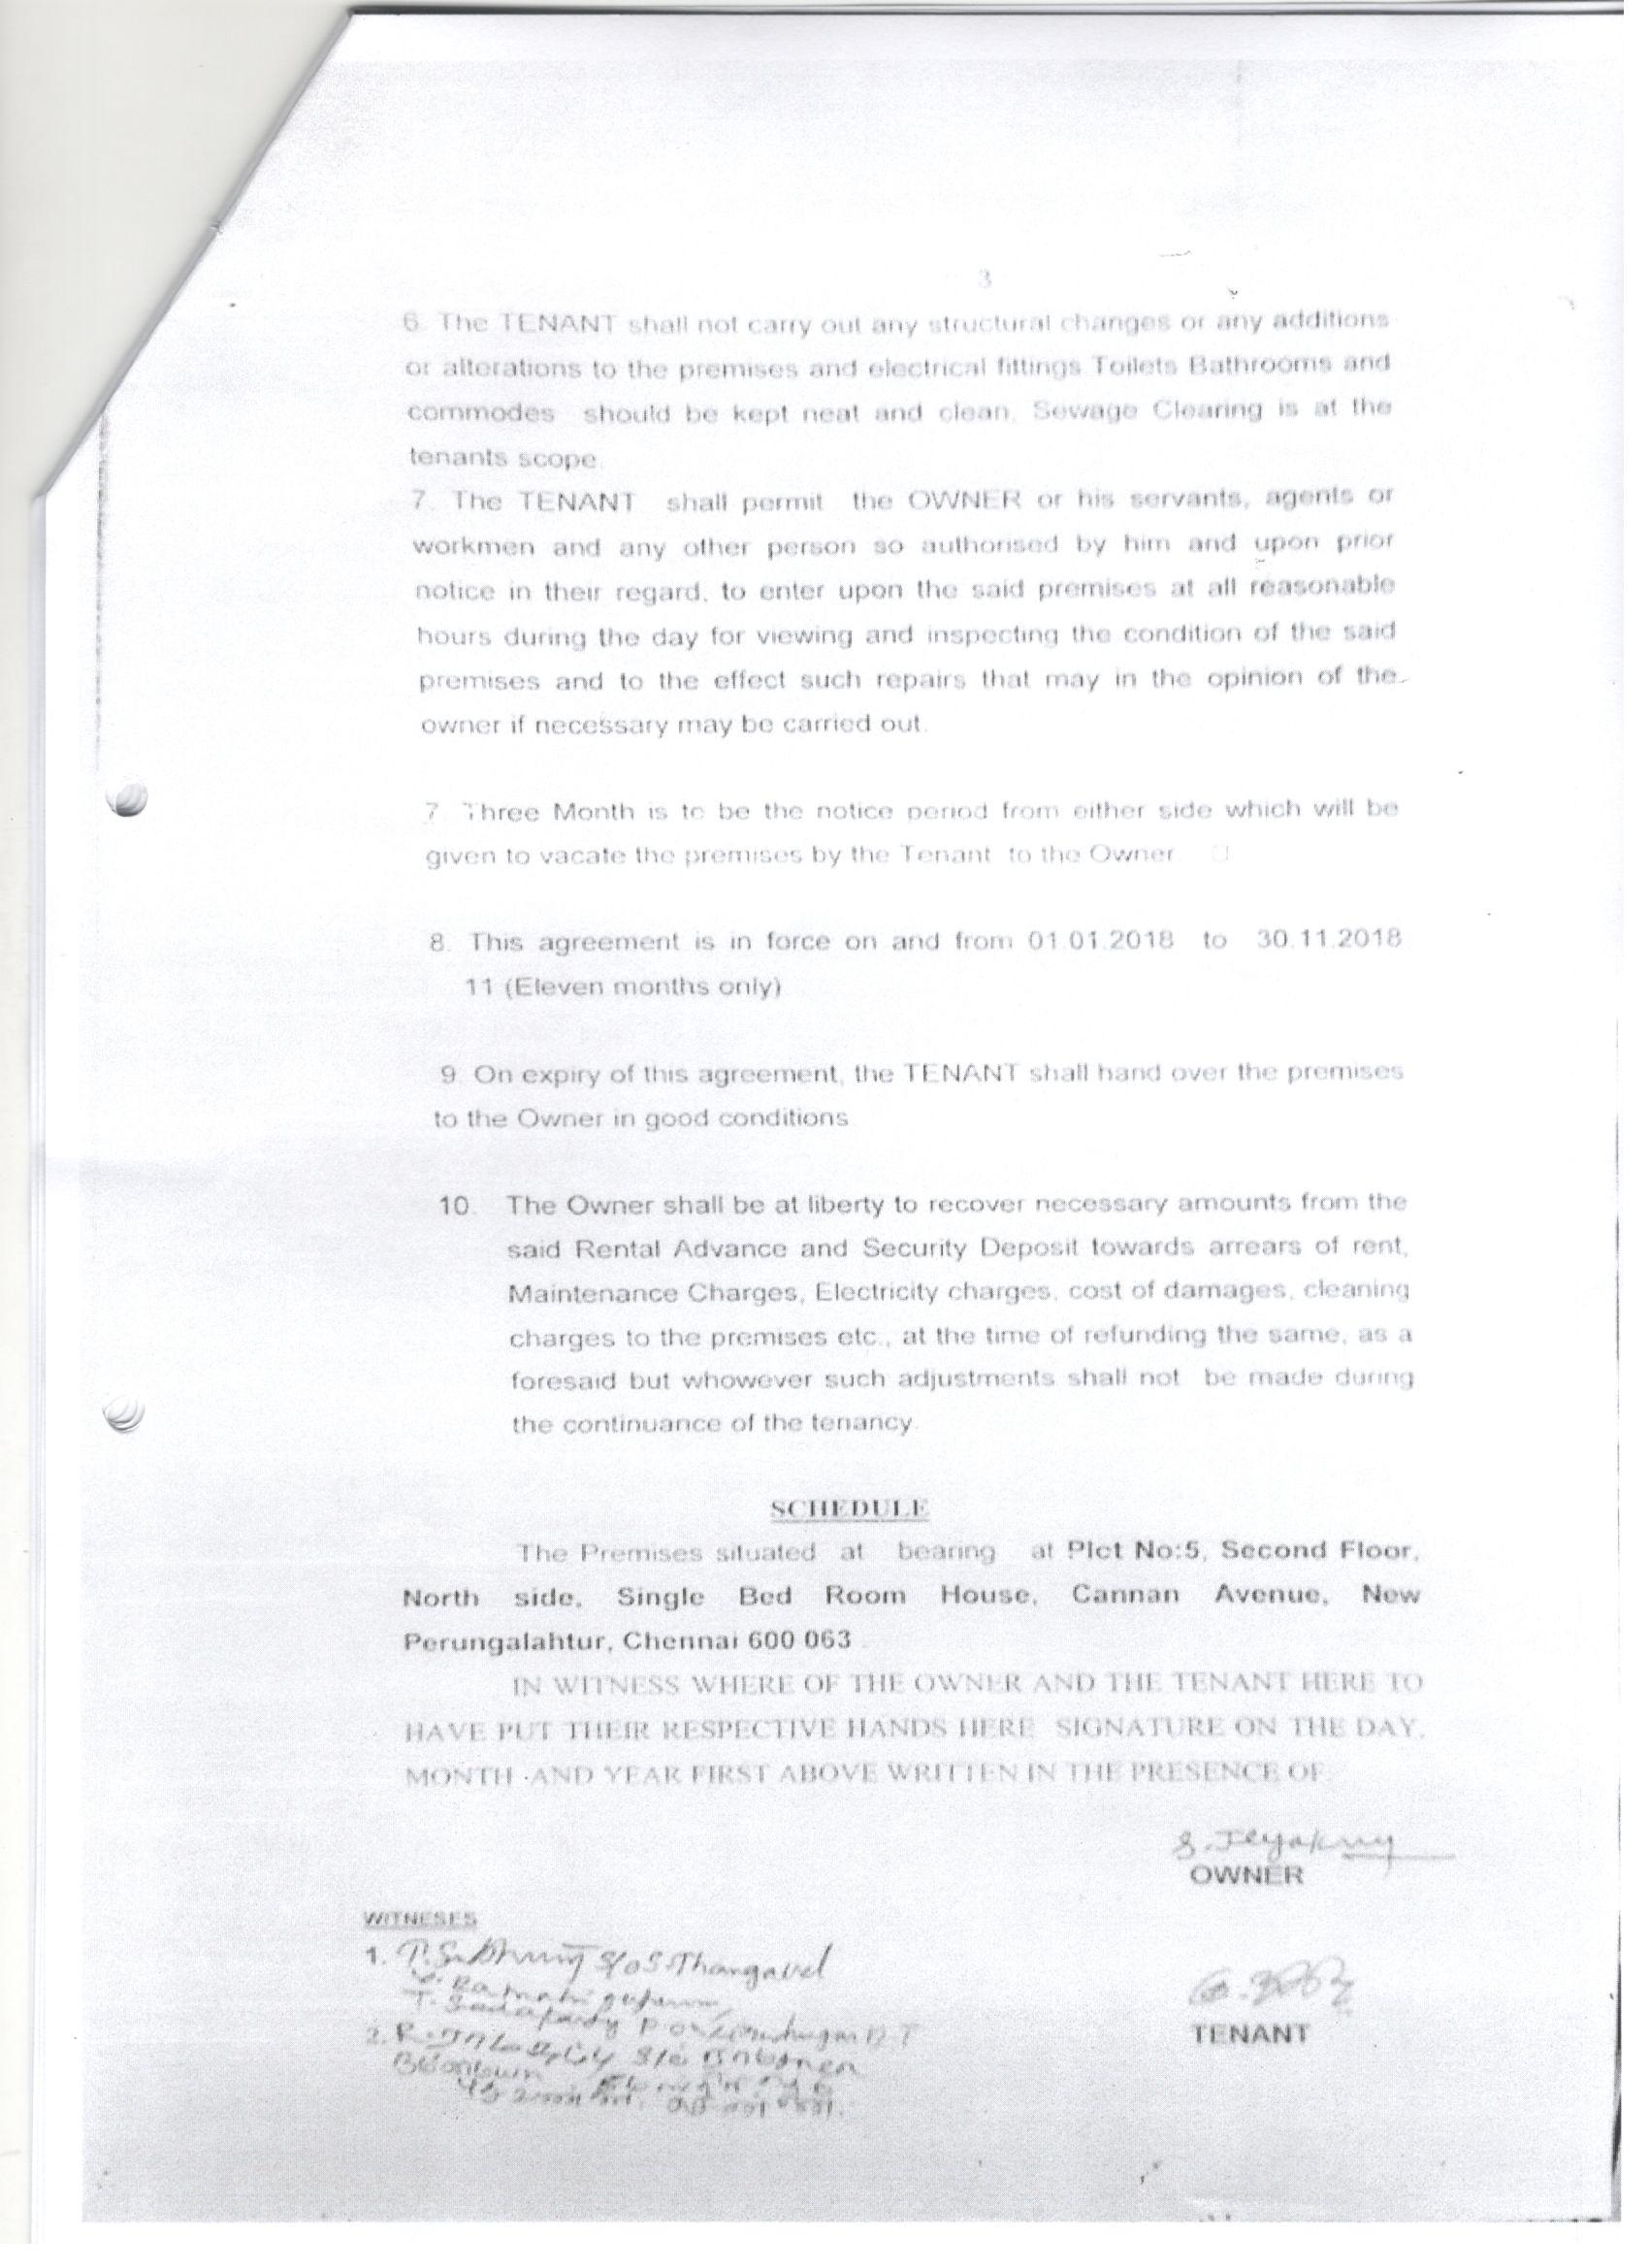 3
6. The TENANT shall not carry out any structural changes or any additions
or alterations to the premises and electrical fittings Toilets Bathrooms and
commodes should be kept neat and clean. Sewage Clearing is at the
tenants scope.
7. The TENANT shall permit the OWNER or his servants, agents or
workmen and any other person so authorised by him and upon prior
notice in their regard, to enter upon the said premises at all reasonable
hours during the day for viewing and inspecting the condition of the said
premises and to the effect such repairs that may in the opinion of the
owner if necessary may be carried out.
7 Three Month is to be the notice period from either side which will be
given to vacate the premises by the Tenant to the Owner
8. This agreement is in force on and from 01.01.2018 to 30.11.2018
11 (Eleven months only)
9. On expiry of this agreement, the TENANT shall hand over the premises
to the Owner in good conditions
10. The Owner shall be at liberty to recover necessary amounts from the
said Rental Advance and Security Deposit towards arrears of rent,
Maintenance Charges, Electricity charges, cost of damages, cleaning
charges to the premises etc., at the time of refunding the same, as a
foresaid but whowever such adjustments shall not be made during
the continuance of the tenancy.
SCHEDULE
The Premises situated at bearing at Plot No:5, Second Floor,
North side, Single Bed Room House, Cannan Avenue, New
Perungalahtur, Chennai 600 063
IN WITNESS WHERE OF THE OWNER AND THE TENANT HERE TO
HAVE PUT THEIR RESPECTIVE HANDS HERE SIGNATURE ON THE DAY,
MONTH AND YEAR FIRST ABOVE WRITTEN IN THE PRESENCE OF
OWNER
WITNESES
1. S/o S. Thangavel
2.
TENANT